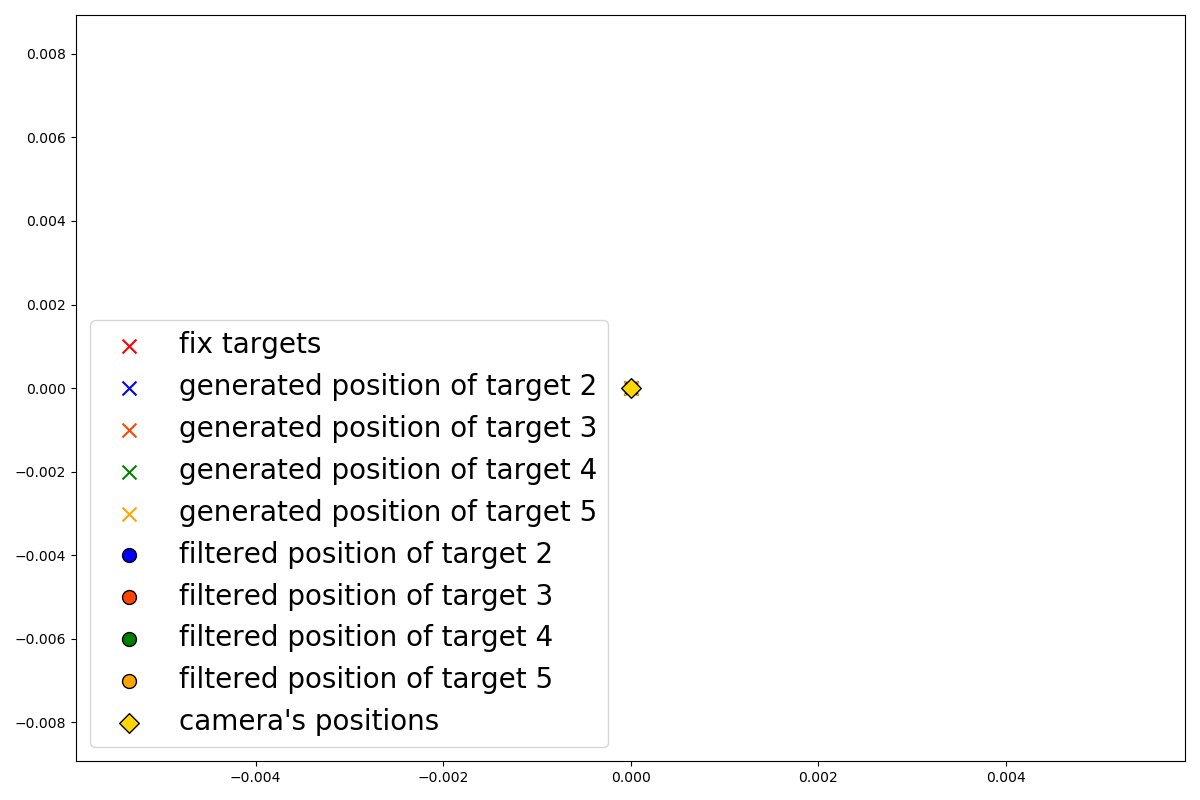 0.008
0.006
0.004
0.002
0.000
−0.002
−0.004
−0.006
−0.008
fix targets
generated position of target 2
generated position of target 3
generated position of target 4
generated position of target 5
filtered position of target 2
filtered position of target 3
filtered position of target 4
filtered position of target 5
camera's positions
−0.004
−0.002
0.000
0.002
0.004